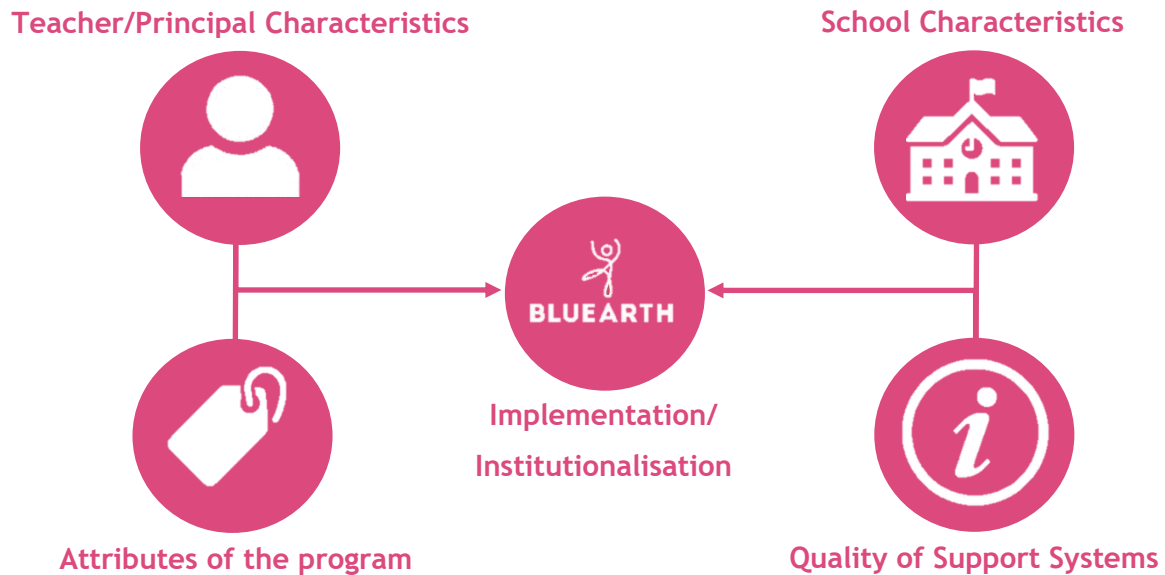 Teacher/Principal Characteristics
School Characteristics
BLUEARTH
Implementation/
Institutionalisation
Attributes of the program
Quality of Support Systems